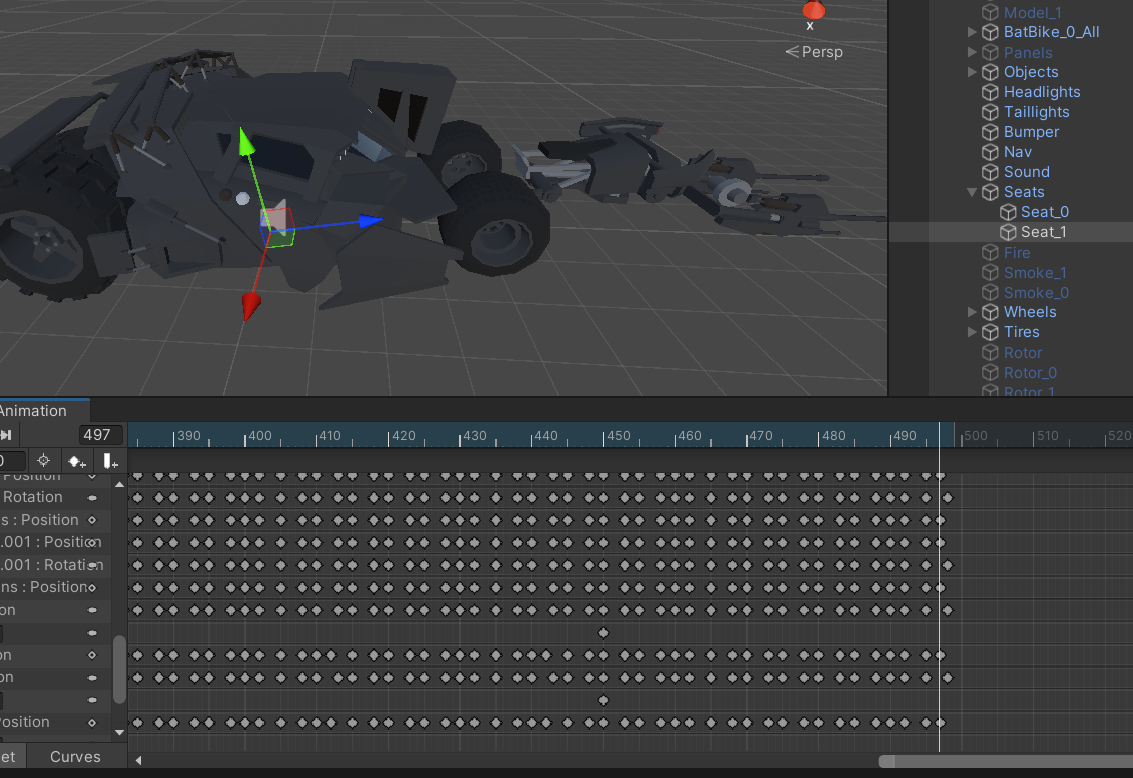 Model_1
BatBike_0_All
Panels
Objects
Headlights
Taillights
Bumper
Nav
Sound
Seats
Seat_0
Seat_1
Fire
Smoke_1
Smoke_0
Wheels
Tires
Rotor
Rotor_0
Rotor_1
x
< Persp
Animation
497
390 400 410 420 430 440 450 460 470 480 490 500 510 520
0
Position
Rotation
s : Position
.001 : Position
.001 : Rotation
ns : Position
on
on
on
Position
et Curves